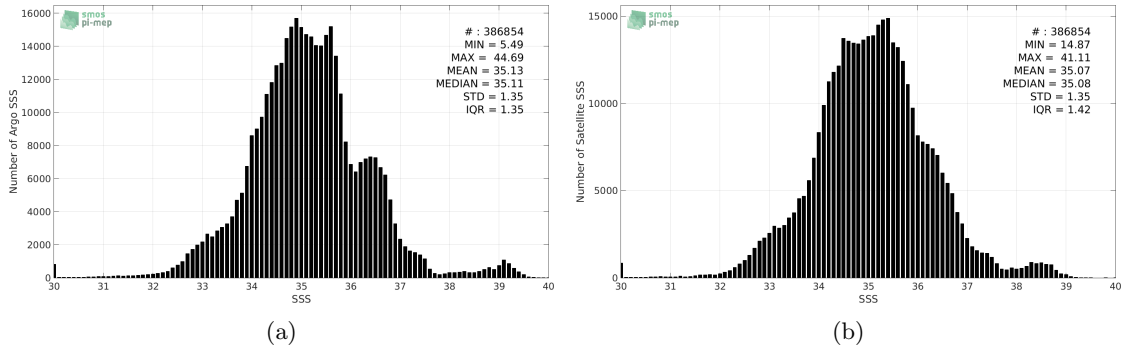 smos
pi-mep
# : 386854
MIN = 5.49
MAX = 44.69
MEAN = 35.13
MEDIAN = 35.11
STD = 1.35
IQR = 1.35
Number of Argo SSS
16000
14000
12000
10000
8000
6000
4000
2000
0
30 31 32 33 34 35 36 37 38 39 40
SSS
(a)
smos
pi-mep
# : 386854
MIN = 14.87
MAX = 41.11
MEAN = 35.07
MEDIAN = 35.08
STD = 1.35
IQR = 1.42
Number of Satellite SSS
15000
10000
5000
0
30 31 32 33 34 35 36 37 38 39 40
SSS
(b)